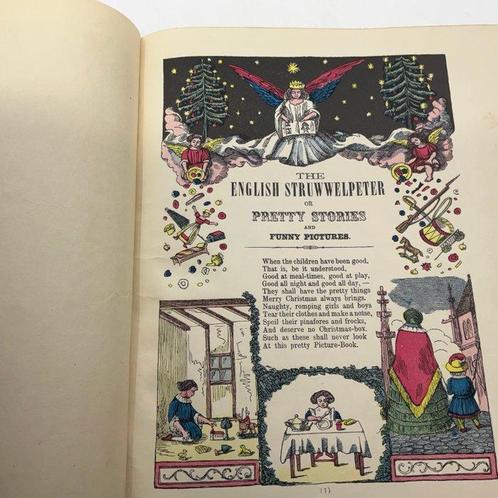 THE
ENGLISH STRUWWELPETER
OR
PRETTY STORIES
AND
FUNNY PICTURES.
When the children have been good,
That is, be it understood,
Good at meal-times, good at play,
Good all night and good all day, —
They shall have the pretty things
Merry Christmas always brings.
Naughty, romping girls and boys
Tear their clothes and make a noise,
Spoil their pinafores and frocks,
And deserve no Christmas-box.
Such as these shall never look
At this pretty Picture-Book.